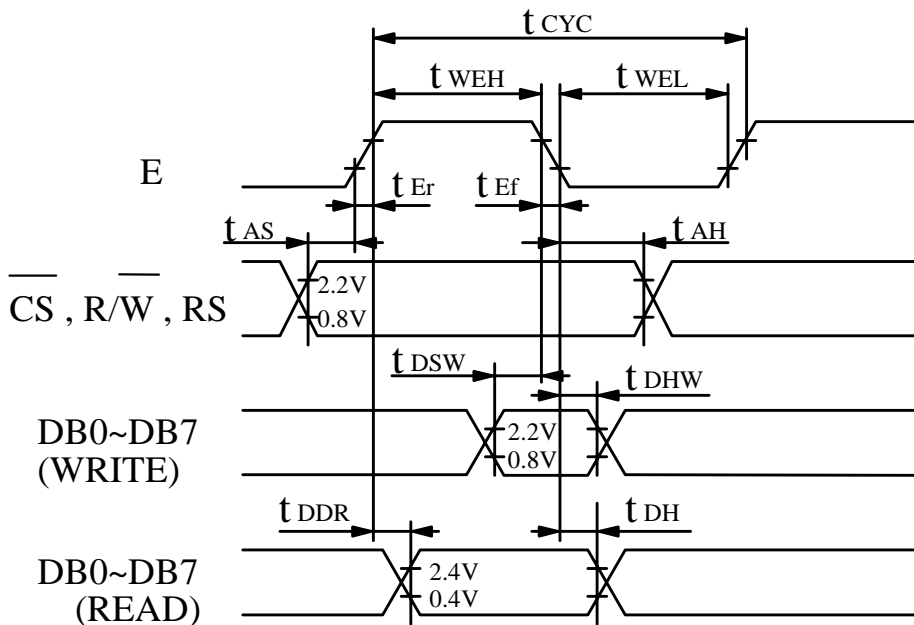 t CYC
t WEH
t WEL
E
t Er
t Ef
t AS
t AH
CS , R/W , RS
2.2V
0.8V
t DSW
t DHW
DB0~DB7
(WRITE)
2.2V
0.8V
t DDR
t DH
DB0~DB7
(READ)
2.4V
0.4V